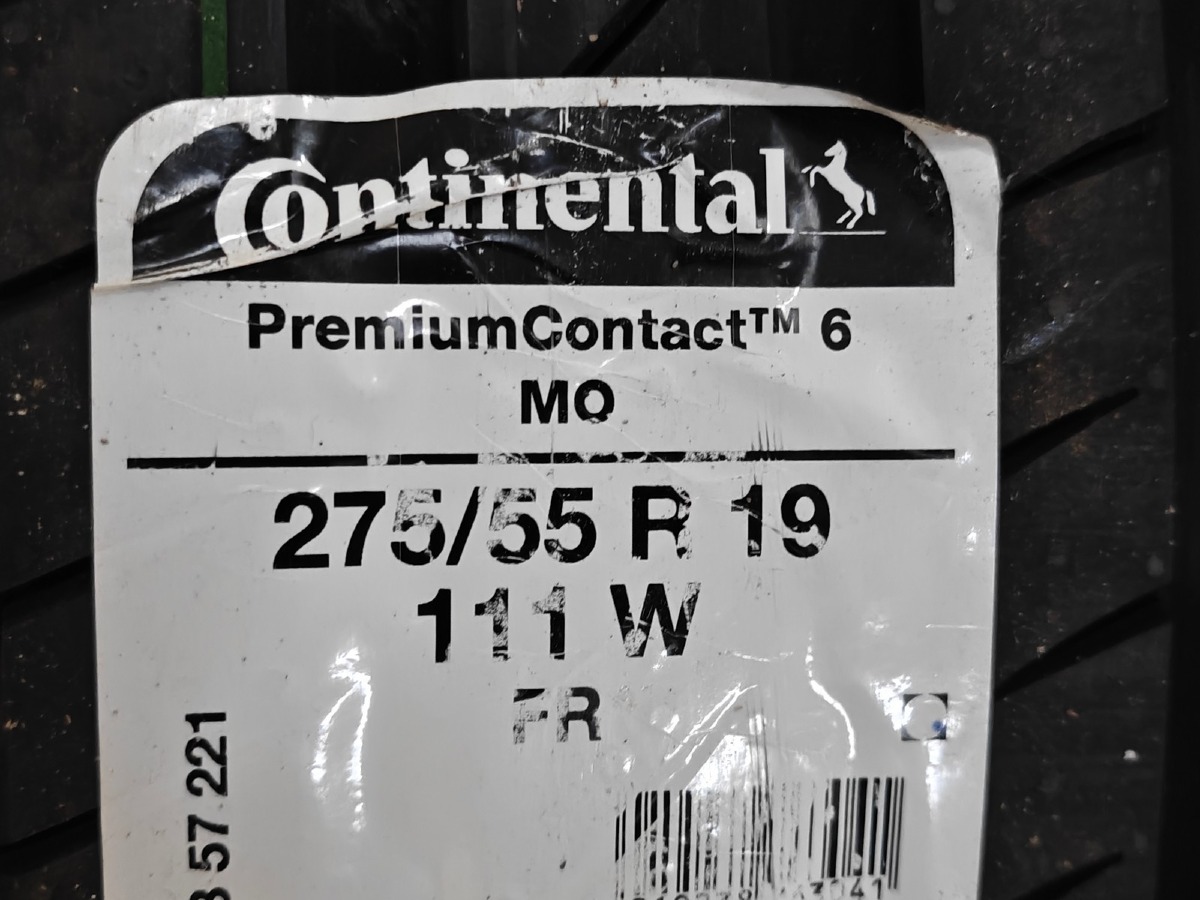 Continental
PremiumContact™ 6
MO
275/55 R 19
111 W
FR
57 221